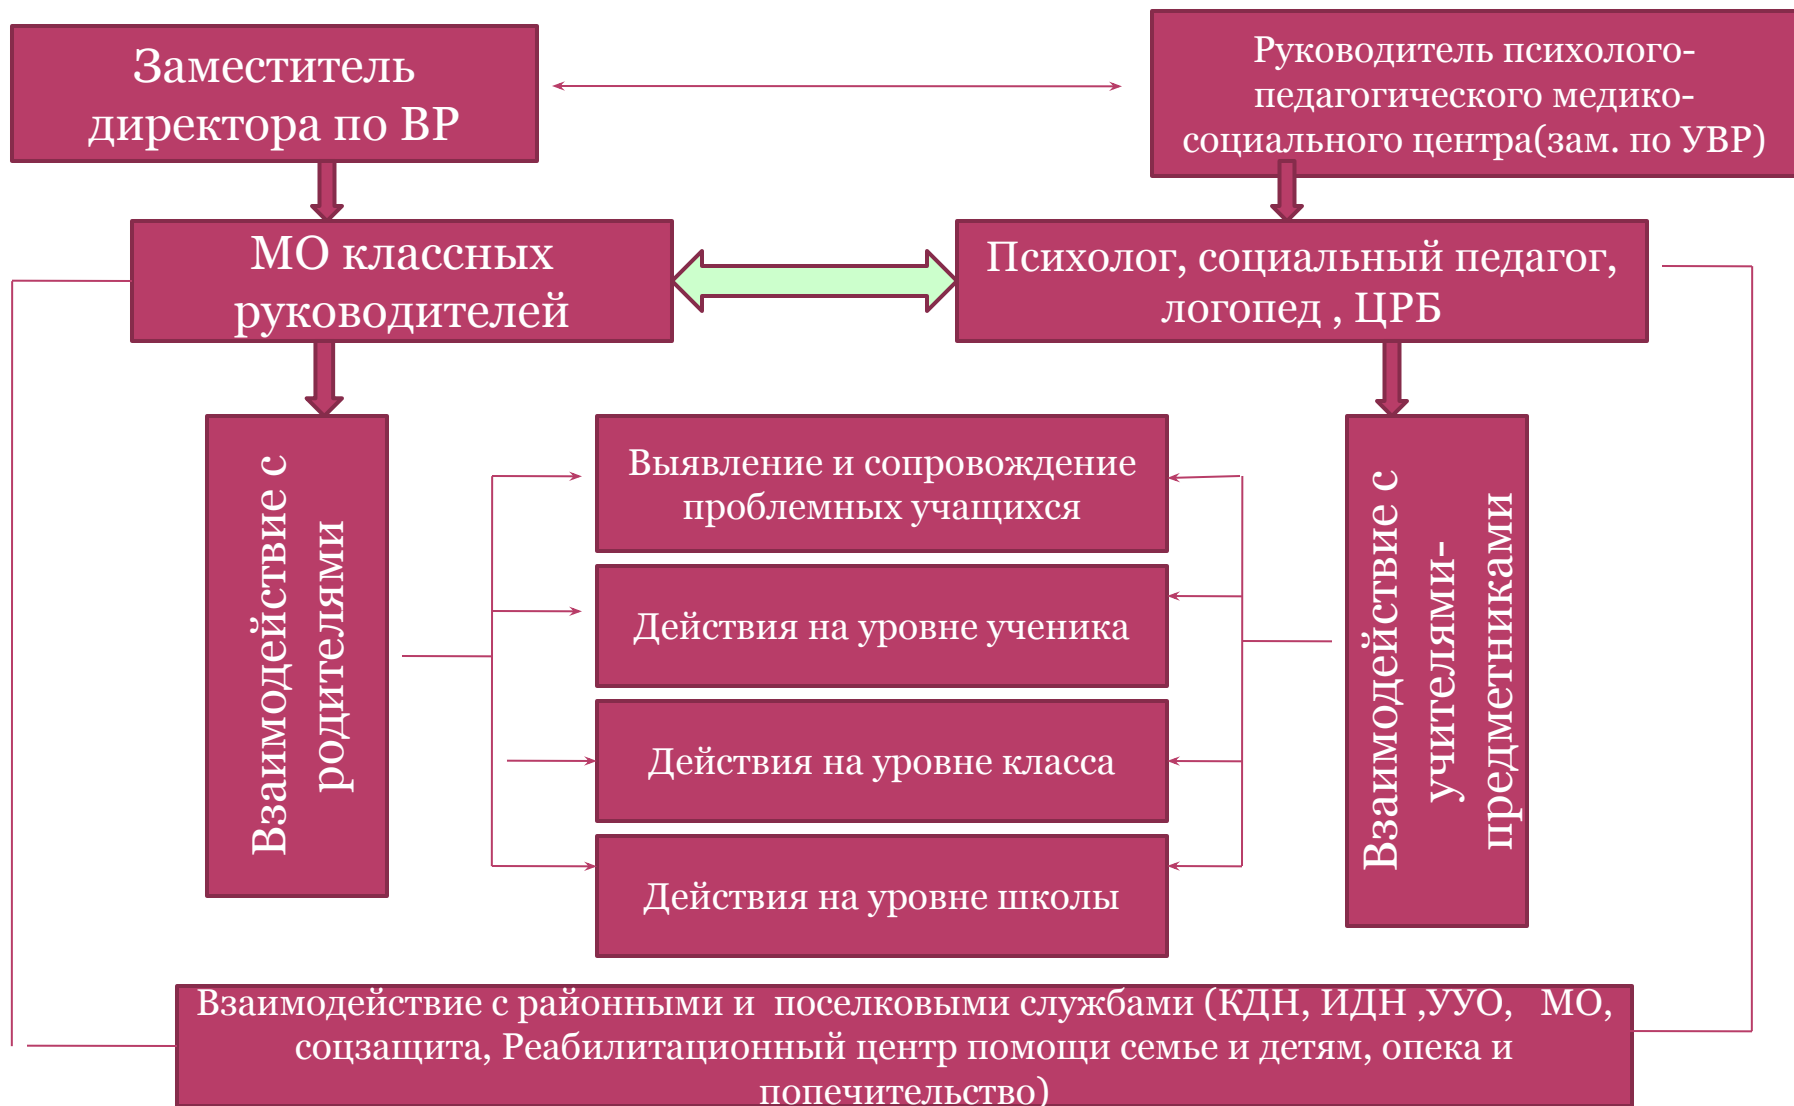 Заместитель
директора по ВР
Руководитель психолого-
педагогического медико-
социального центра(зам. по УВР)
МО классных
руководителей
Психолог, социальный педагог,
логопед , ЦРБ
Взаимодействие с
родителями
Выявление и сопровождение
проблемных учащихся
Действия на уровне ученика
Действия на уровне класса
Действия на уровне школы
Взаимодействие с
учителями-
предметниками
Взаимодействие с районными и  поселковыми службами (КДН, ИДН ,УУО,   МО,
соцзащита, Реабилитационный центр помощи семье и детям, опека и
попечительство)